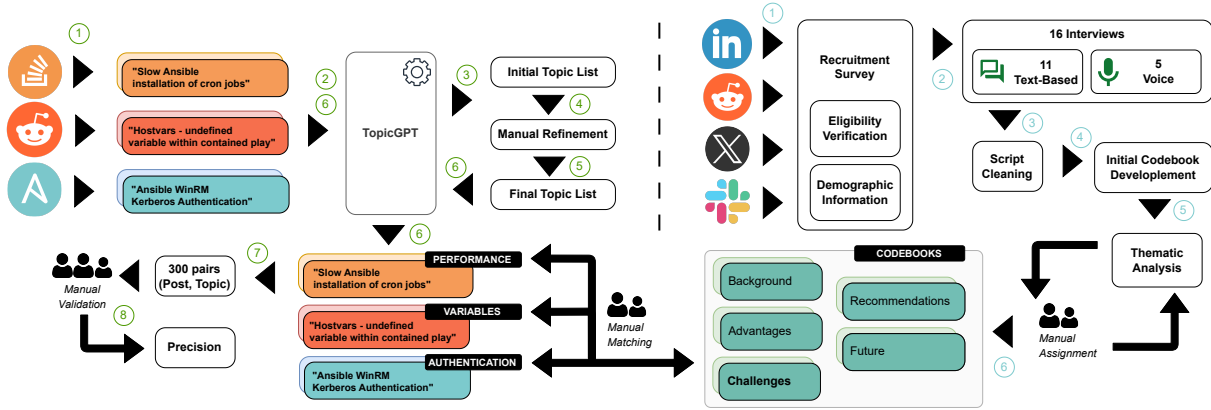 1
"Slow Ansible
installation of cron jobs"
"Hostvars - undefined
variable within contained play"
"Ansible WinRM
Kerberos Authentication"
2
6
TopicGPT
3
Initial Topic List
4
Manual Refinement
5
Final Topic List
6
6
PERFORMANCE
"Slow Ansible
installation of cron jobs"
VARIABLES
"Hostvars - undefined
variable within contained play"
AUTHENTICATION
"Ansible WinRM
Kerberos Authentication"
7
300 pairs
(Post, Topic)
Manual
Validation
8
Precision
Manual
Matching
1
in
Recruitment
Survey
Eligibility
Verification
Demographic
Information
2
16 Interviews
11
Text-Based
5
Voice
3
Script
Cleaning
4
Initial Codebook
Developlement
5
Thematic
Analysis
Manual
Assignment
6
CODEBOOKS
Background
Advantages
Challenges
Recommendations
Future